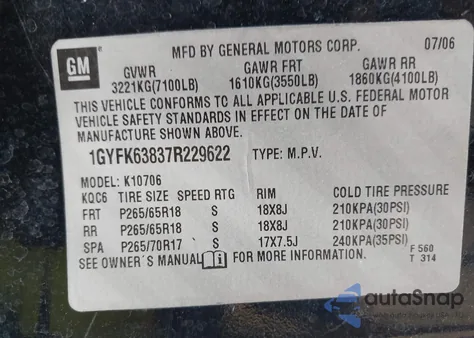 GM
MFD BY GENERAL MOTORS CORP. 07/06
GVWR GAWR FRT GAWR RR
3221KG(7100LB) 1610KG(3550LB) 1860KG(4100LB)
THIS VEHICLE CONFORMS TO ALL APPLICABLE U.S. FEDERAL MOTOR
VEHICLE SAFETY STANDARDS IN EFFECT ON THE DATE OF
MANUFACTURE SHOWN ABOVE.
1GYFK63837R229622 TYPE: M.P.V.
MODEL: K10706
KQC6 TIRE SIZE SPEED RTG RIM COLD TIRE PRESSURE
FRT P265/65R18 S 18X8J 210KPA(30PSI)
RR P265/65R18 S 18X8J 210KPA(30PSI)
SPA P265/70R17 S 17X7.5J 240KPA(35PSI)
SEE OWNER'S MANUAL i FOR MORE INFORMATION. F 560
T 314
autoSnap